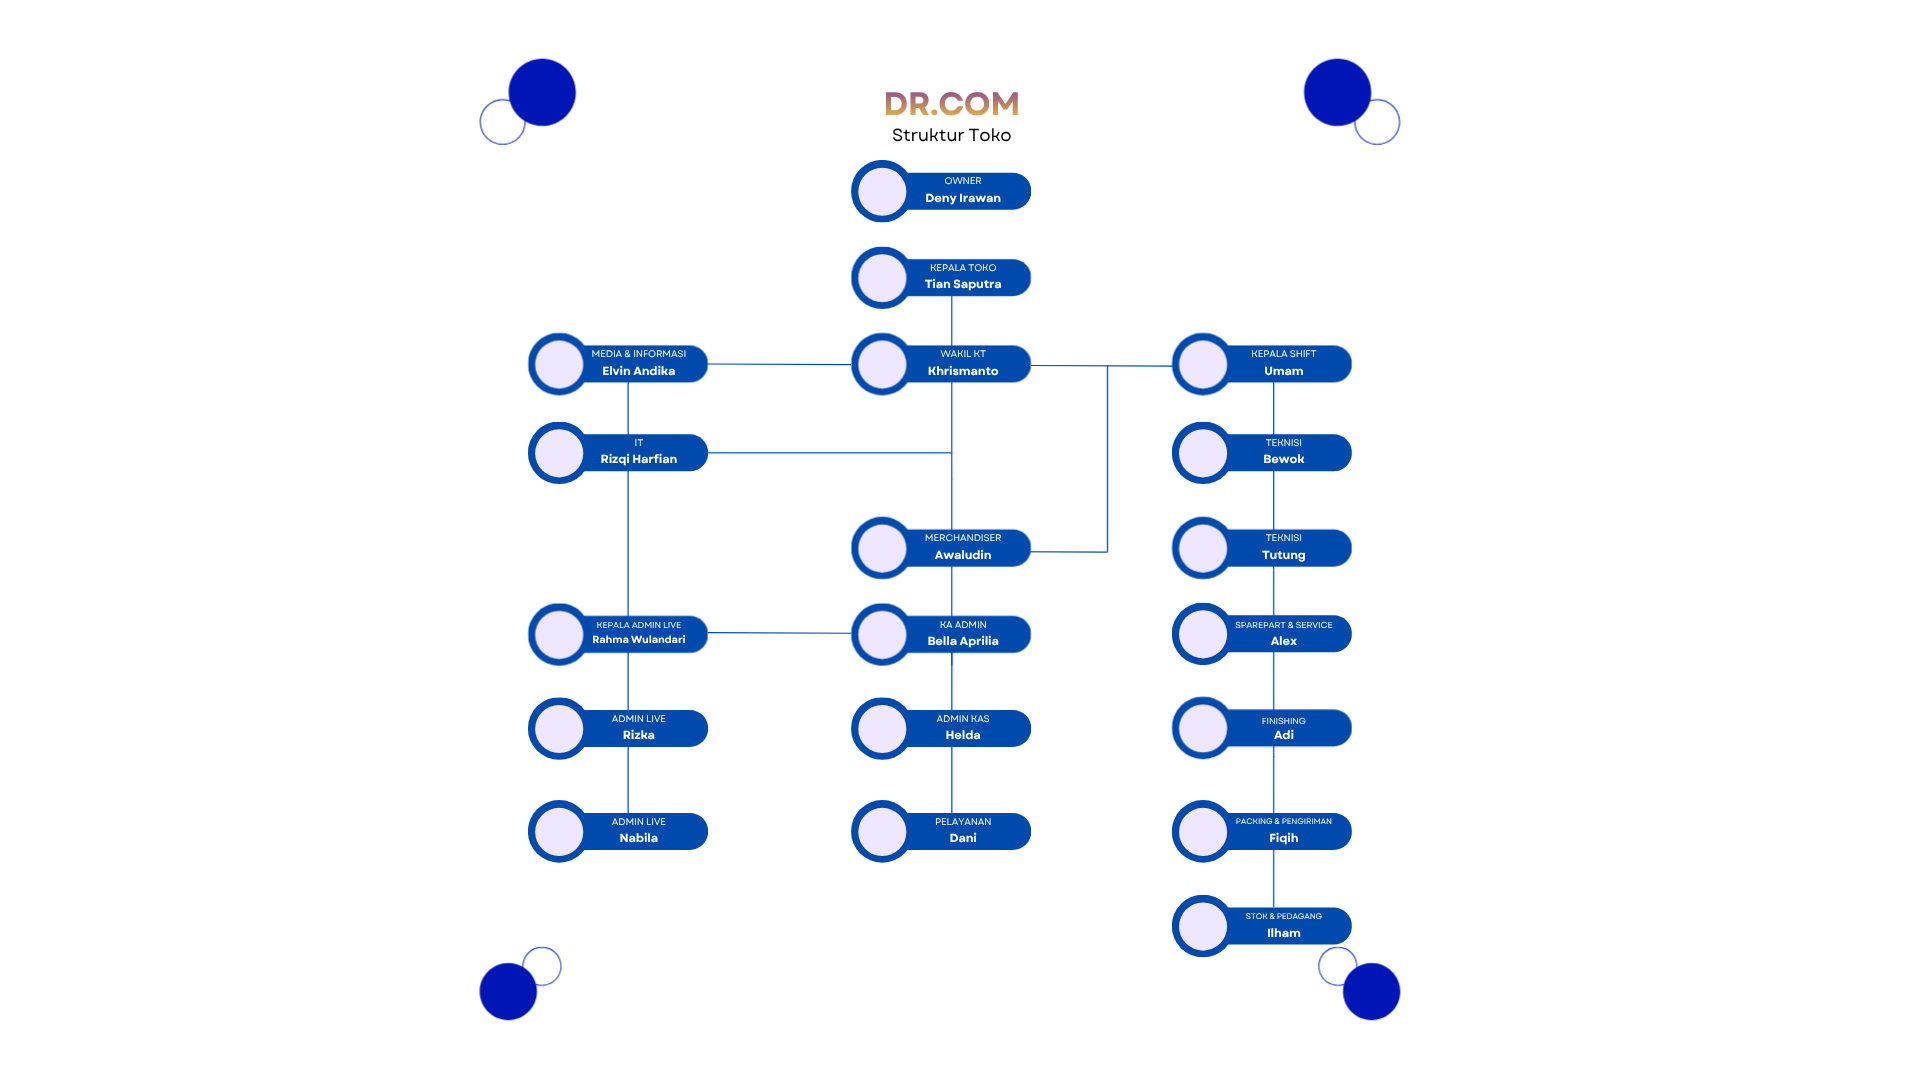 DR.COM
Struktur Toko
OWNER
Deny Irawan
KEPALA TOKO
Tian Saputra
MEDIA & INFORMASI
Elvin Andika
WAKIL KT
Khrismanto
KEPALA SHIFT
Umam
IT
Rizqi Harfian
TEKNISI
Bewok
MERCHANDISER
Awaludin
TEKNISI
Tutung
KEPALA ADMIN LIVE
Rahma Wulandari
KA ADMIN
Bella Aprilia
SPAREPART & SERVICE
Alex
ADMIN LIVE
Rizka
ADMIN KAS
Helda
FINISHING
Adi
ADMIN LIVE
Nabila
PELAYANAN
Dani
PACKING & PENGIRIMAN
Fiqih
STOK & PEDAGANG
Ilham